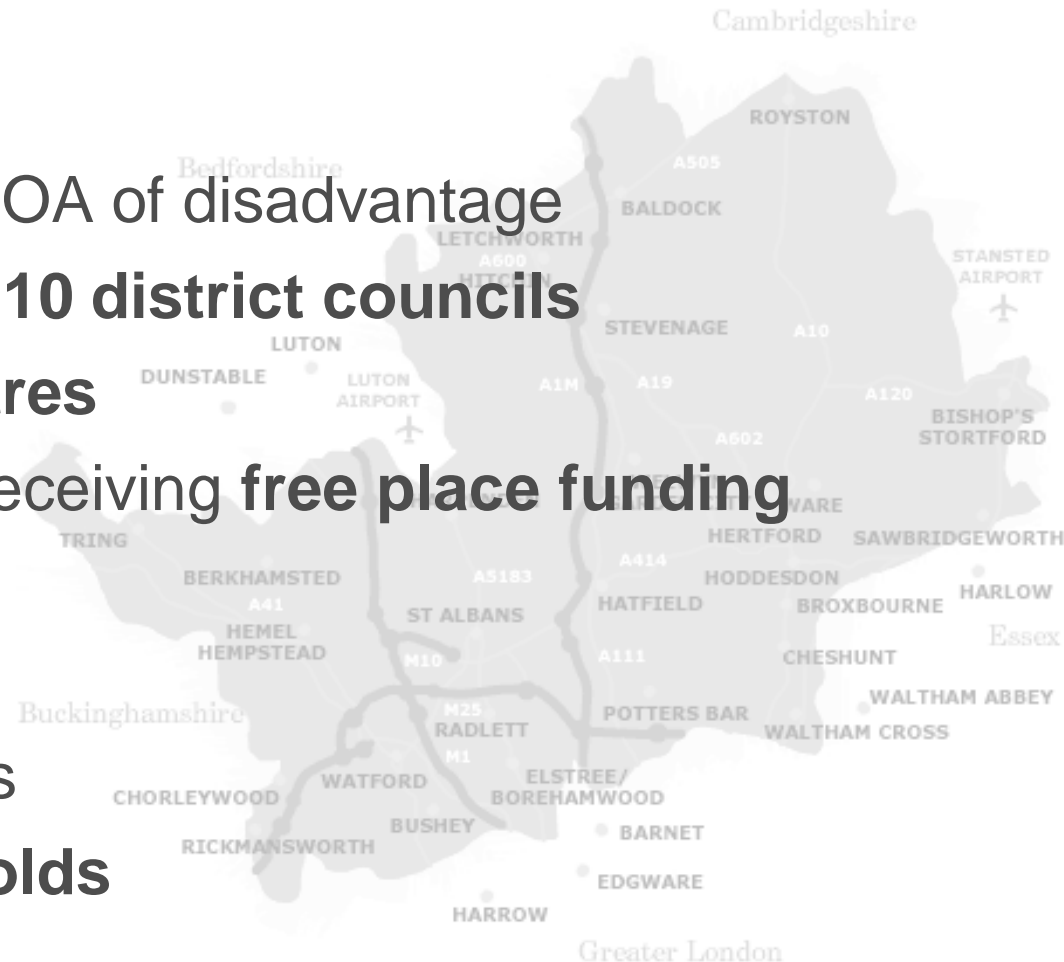 Cambridgeshire
ROYSTON
Bedfordshire
A505
OA of disadvantage
BALDOCK
LETCHWORTH
A600
HITCHIN
STANSTED
AIRPORT
10 district councils
STEVENAGE
A10
LUTON
DUNSTABLE
LUTON
AIRPORT
A1M
A19
A120
res
BISHOP'S
STORTFORD
A602
eceiving free place funding
WARE
TRING
HERTFORD
SAWBRIDGEWORTH
A414
BERKHAMSTED
A5183
HODDESDON
HARLOW
A41
ST ALBANS
HATFIELD
BROXBOURNE
HEMEL
HEMPSTEAD
Essex
M10
A111
CHESHUNT
WALTHAM ABBEY
Buckinghamshire
M25
POTTERS BAR
RADLETT
WALTHAM CROSS
M1
s
WATFORD
ELSTREE/
BOREHAMWOOD
CHORLEYWOOD
BUSHEY
BARNET
RICKMANSWORTH
olds
EDGWARE
HARROW
Greater London